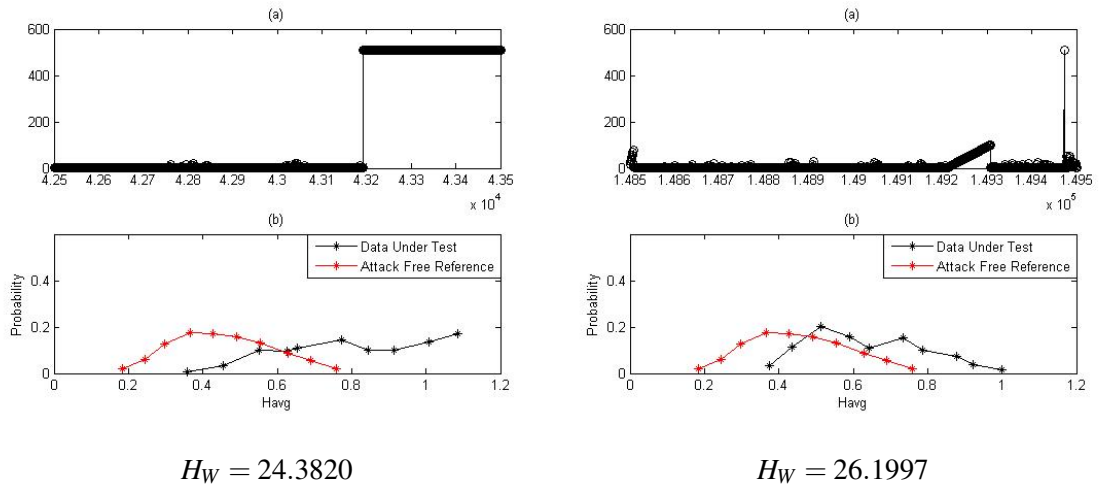 (a)
600
400
200
0
4.25 4.26 4.27 4.28 4.29 4.3 4.31 4.32 4.33 4.34 4.35
x 10^4
(b)
Data Under Test
Attack Free Reference
Probability
0.4
0.2
0
0 0.2 0.4 0.6 0.8 1 1.2
Havg
H_W = 24.3820
(a)
600
400
200
0
1.485 1.486 1.487 1.488 1.489 1.49 1.491 1.492 1.493 1.494 1.495
x 10^5
(b)
Data Under Test
Attack Free Reference
Probability
0.4
0.2
0
0 0.2 0.4 0.6 0.8 1 1.2
Havg
H_W = 26.1997